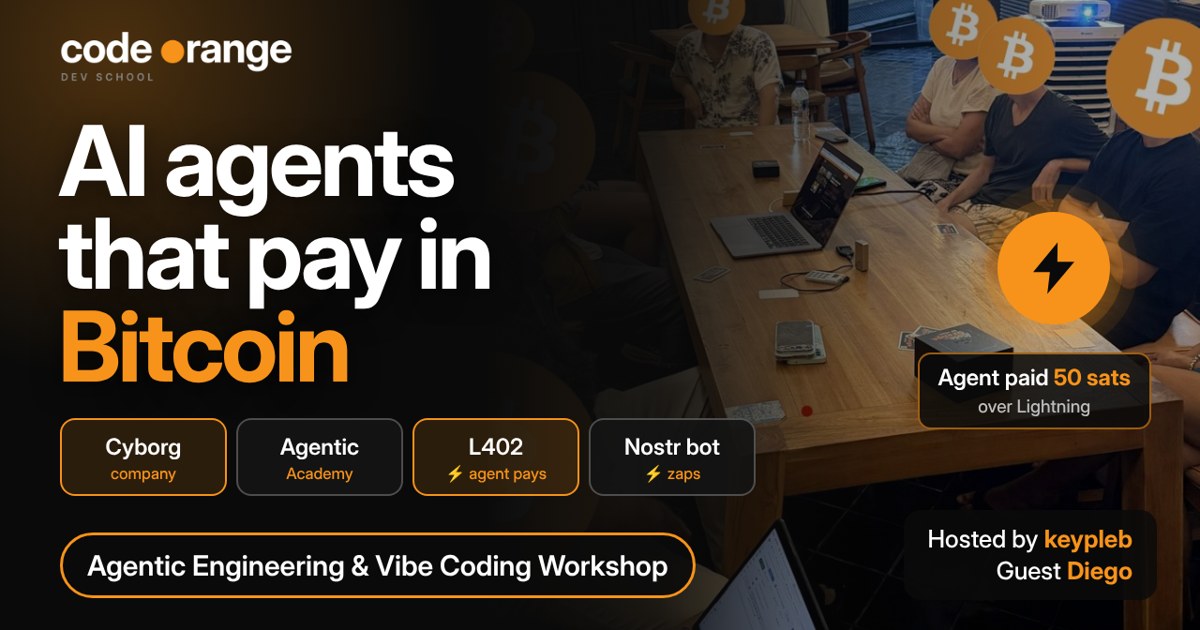 code orange
DEV SCHOOL
AI agents
that pay in
Bitcoin
Cyborg
company
Agentic
Academy
L402
⚡ agent pays
Nostr bot
⚡ zaps
Agentic Engineering & Vibe Coding Workshop
Agent paid 50 sats
over Lightning
Hosted by keypleb
Guest Diego